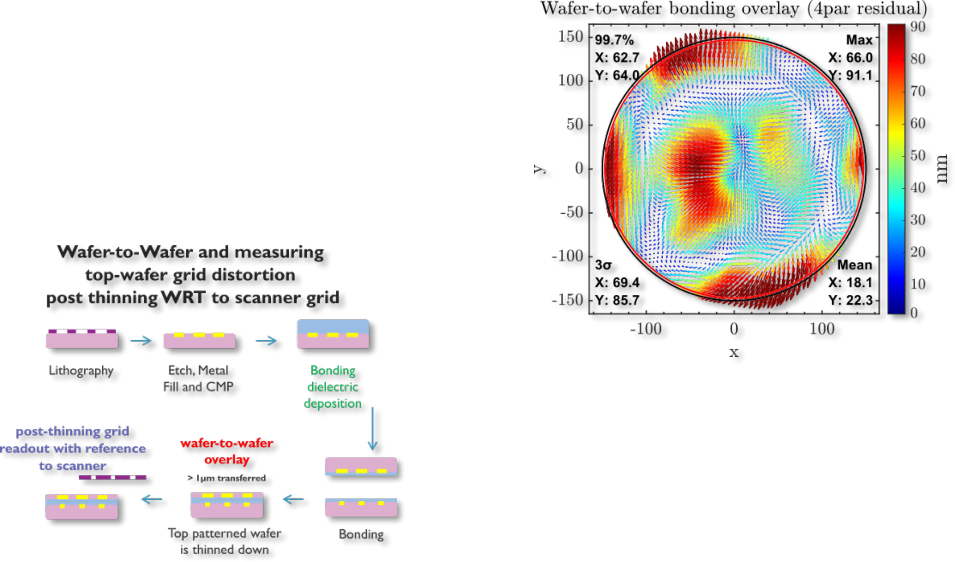 Wafer-to-wafer bonding overlay (4par residual)
99.7%
X: 62.7
Y: 64.0
Max
X: 66.0
Y: 91.1
3σ
X: 69.4
Y: 85.7
Mean
X: 18.1
Y: 22.3
150
100
50
0
-50
-100
-150
y
-100
0
100
x
90
80
70
60
50
40
30
20
10
0
nm
Wafer-to-Wafer and measuring
top-wafer grid distortion
post thinning WRT to scanner grid
Lithography
Etch, Metal
Fill and CMP
Bonding
dielectric
deposition
post-thinning grid
readout with reference
to scanner
wafer-to-wafer
overlay
> 1μm transferred
Top patterned wafer
is thinned down
Bonding